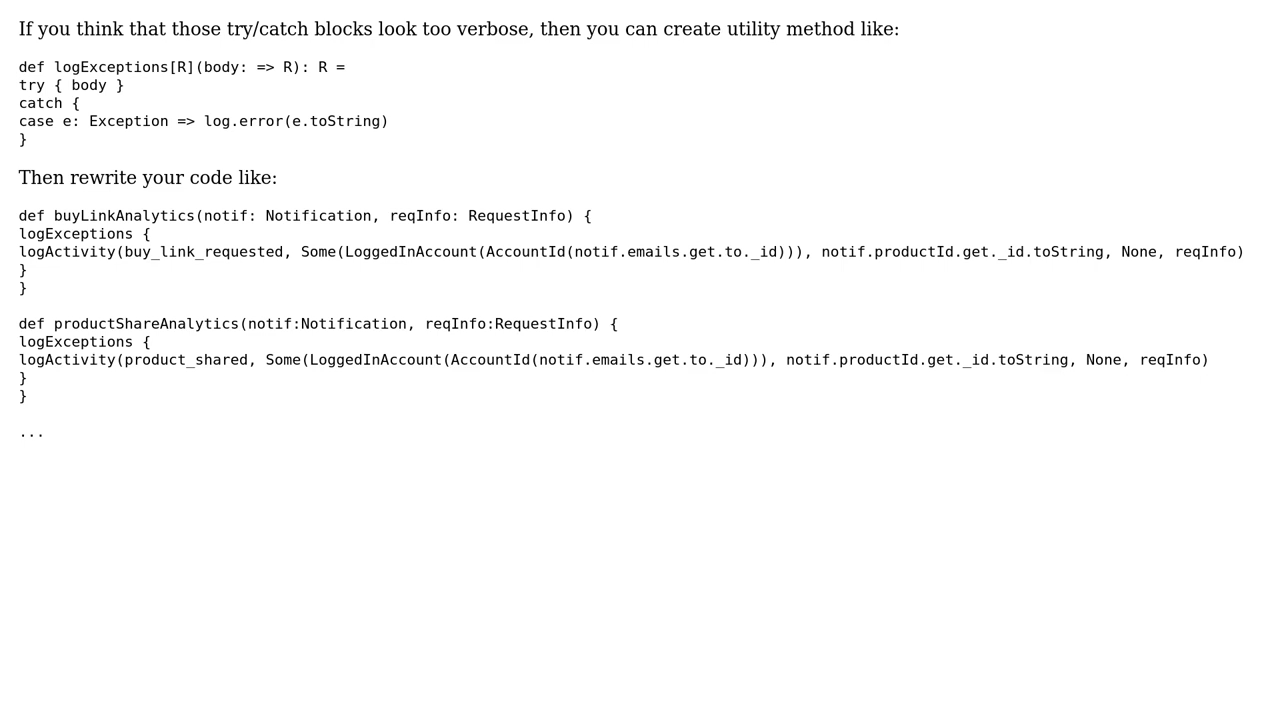 If you think that those try/catch blocks look too verbose, then you can create utility method like:
def logExceptions[R](body: => R): R =
try { body }
catch {
case e: Exception => log.error(e.toString)
}
Then rewrite your code like:
def buyLinkAnalytics(notif: Notification, reqInfo: RequestInfo) {
logExceptions {
logActivity(buy_link_requested, Some(LoggedInAccount(AccountId(notif.emails.get.to._id))), notif.productId.get._id.toString, None, reqInfo)
}
}
def productShareAnalytics(notif:Notification, reqInfo:RequestInfo) {
logExceptions {
logActivity(product_shared, Some(LoggedInAccount(AccountId(notif.emails.get.to._id))), notif.productId.get._id.toString, None, reqInfo)
}
}
...